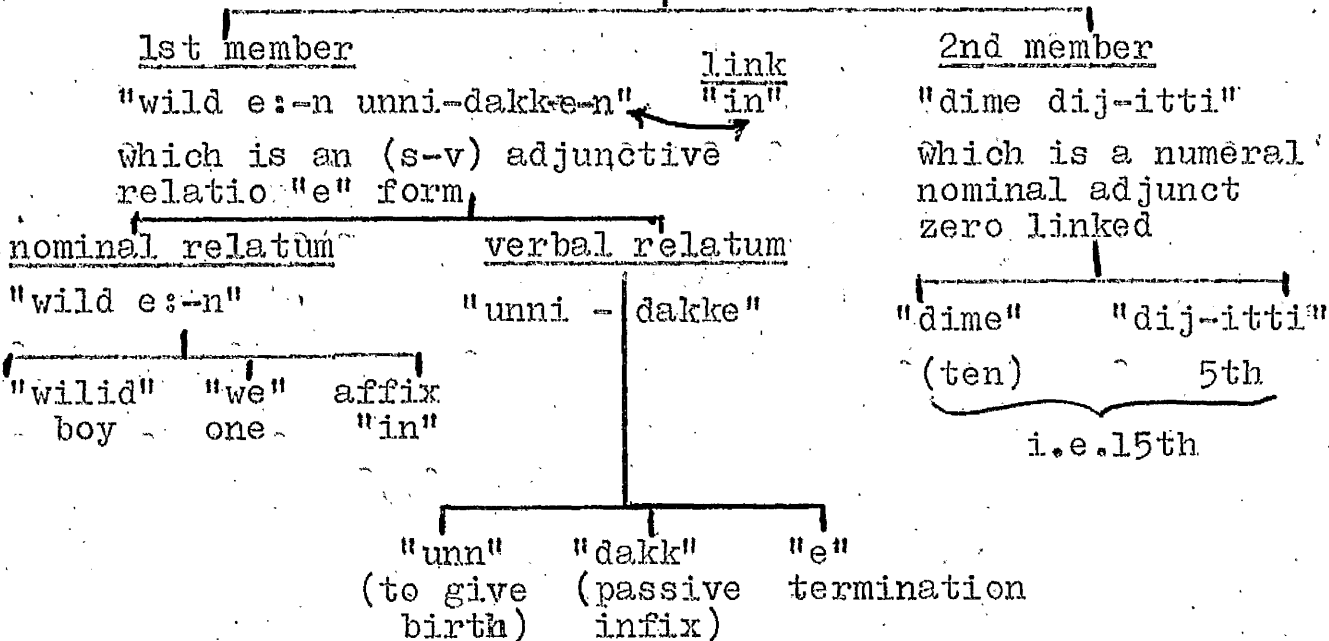 1st member
"wild e:-n unni-dakk-e-n"
which is an (s-v) adjunctive
relatio "e" form
link
"in"
2nd member
"dime dij-itti"
which is a numeral
nominal adjunct
zero linked
nominal relatum
"wild e:-n"
verbal relatum
"unni - dakke"
"dime" "dij-itti"
(ten) 5th
i.e.15th
"wilid" "we" affix
boy one "in"
"unn" "dakk" "e"
(to give (passive termination
birth) infix)